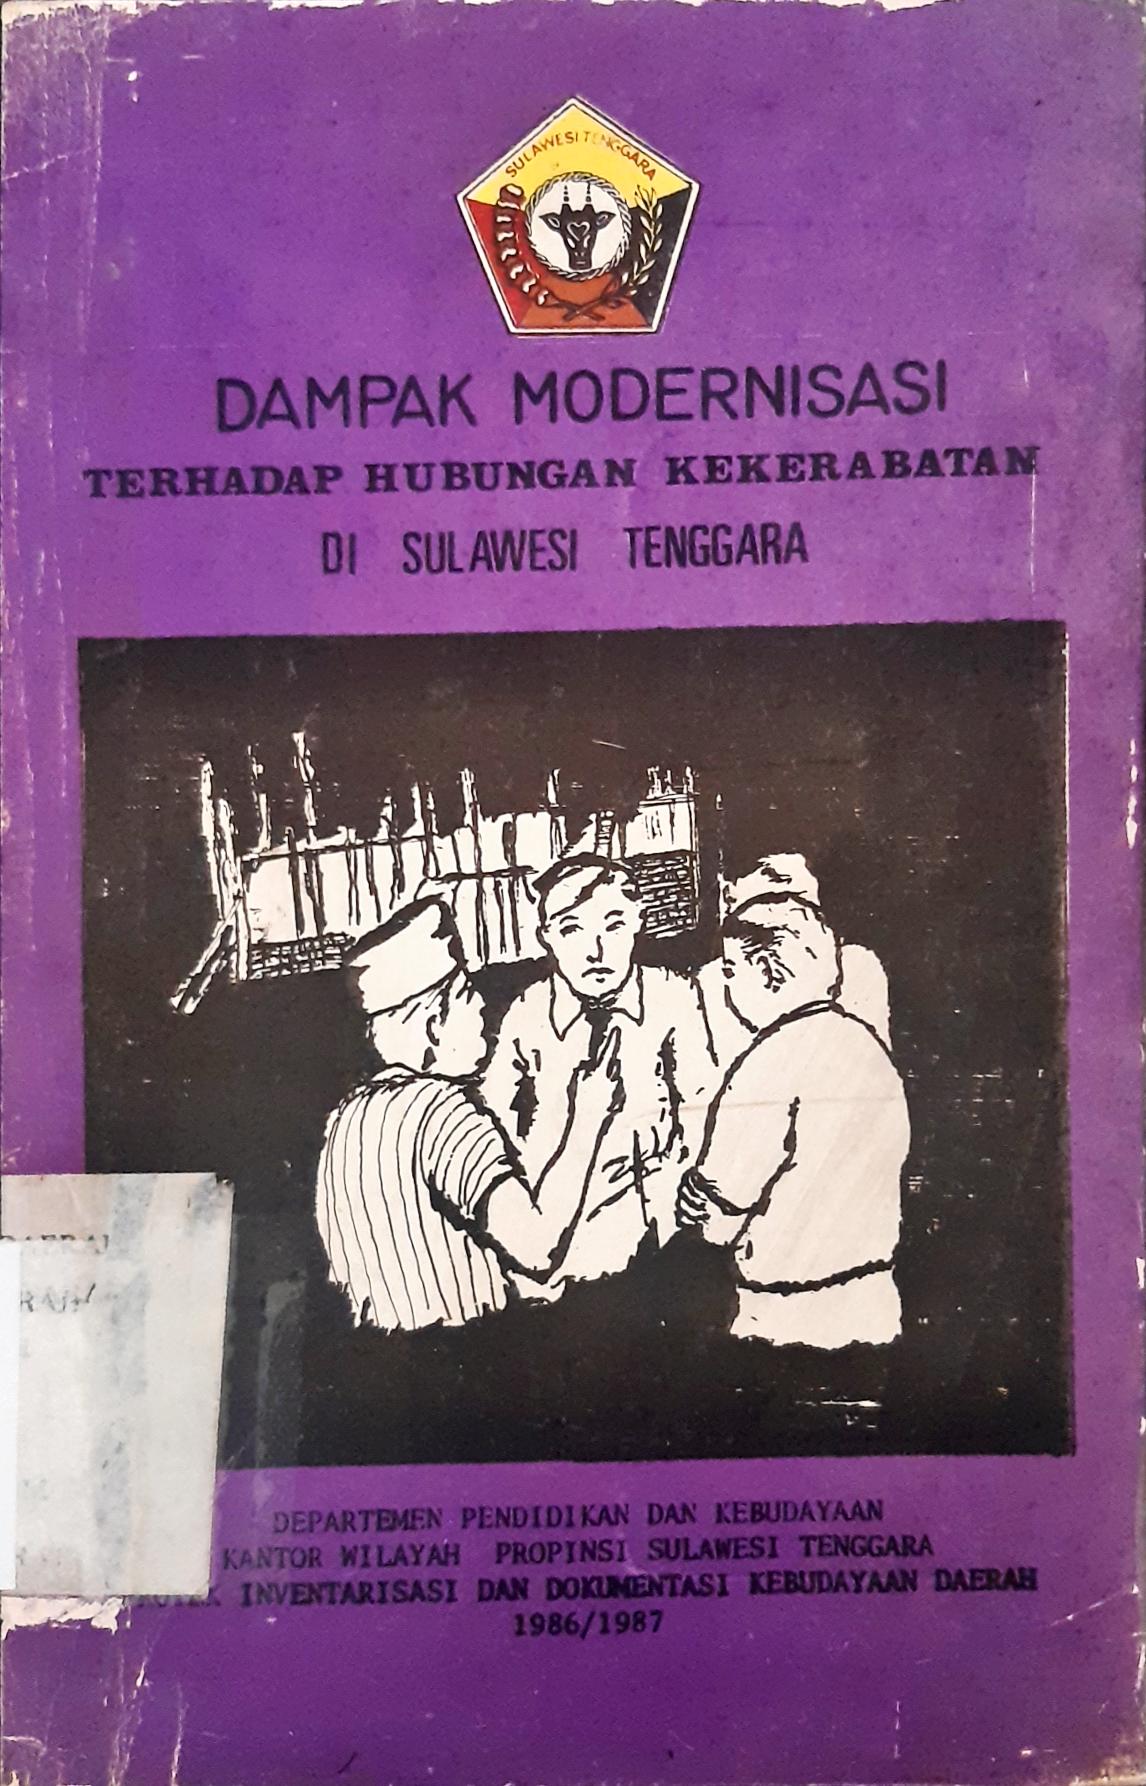 SULAWESI TENGGARA
DAMPAK MODERNISASI
TERHADAP HUBUNGAN KEKERABATAN
DI SULAWESI TENGGARA
DEPARTEMEN PENDIDIKAN DAN KEBUDAYAAN
KANTOR WILAYAH PROPINSI SULAWESI TENGGARA
INVENTARISASI DAN DOKUMENTASI KEBUDAYAAN DAERAH
1986/1987